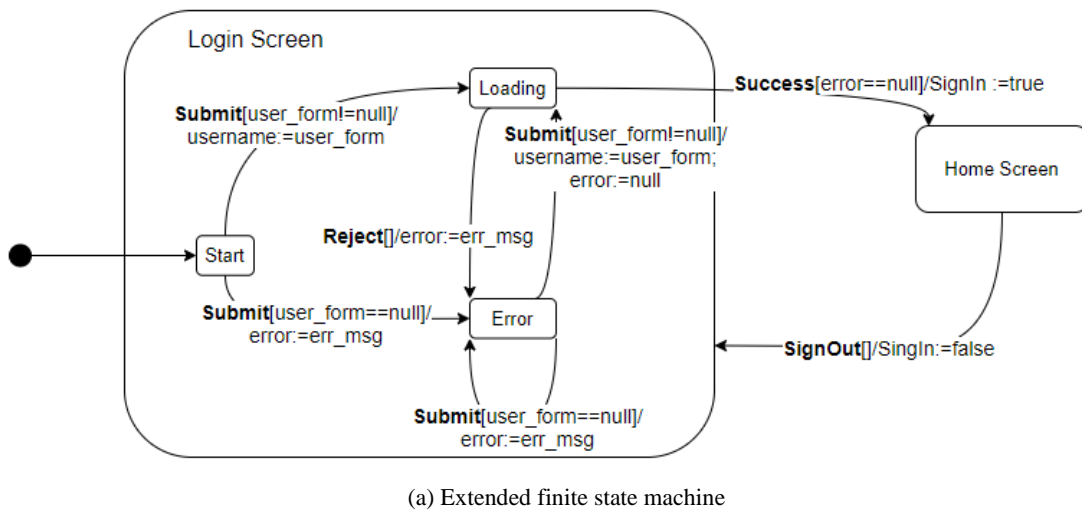 Login Screen
Loading
Success[error==null]/SignIn :=true
Submit[user_form!=null]/
username:=user_form
Submit[user_form!=null]/
username:=user_form;
error:=null
Home Screen
Reject[]/error:=err_msg
Start
Submit[user_form==null]/
error:=err_msg
Error
SignOut[]/SingIn:=false
Submit[user_form==null]/
error:=err_msg
(a) Extended finite state machine